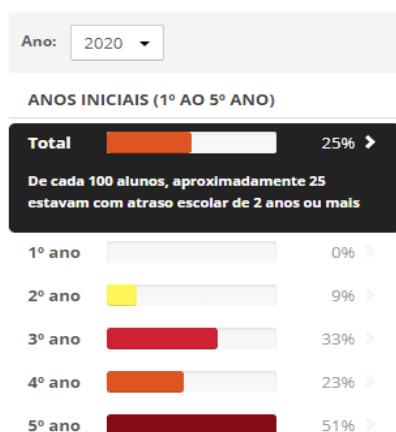 Ano: 2020
ANOS INICIAIS (1º AO 5º ANO)
Total 25%
De cada 100 alunos, aproximadamente 25
estavam com atraso escolar de 2 anos ou mais
1º ano 0%
2º ano 9%
3º ano 33%
4º ano 23%
5º ano 51%